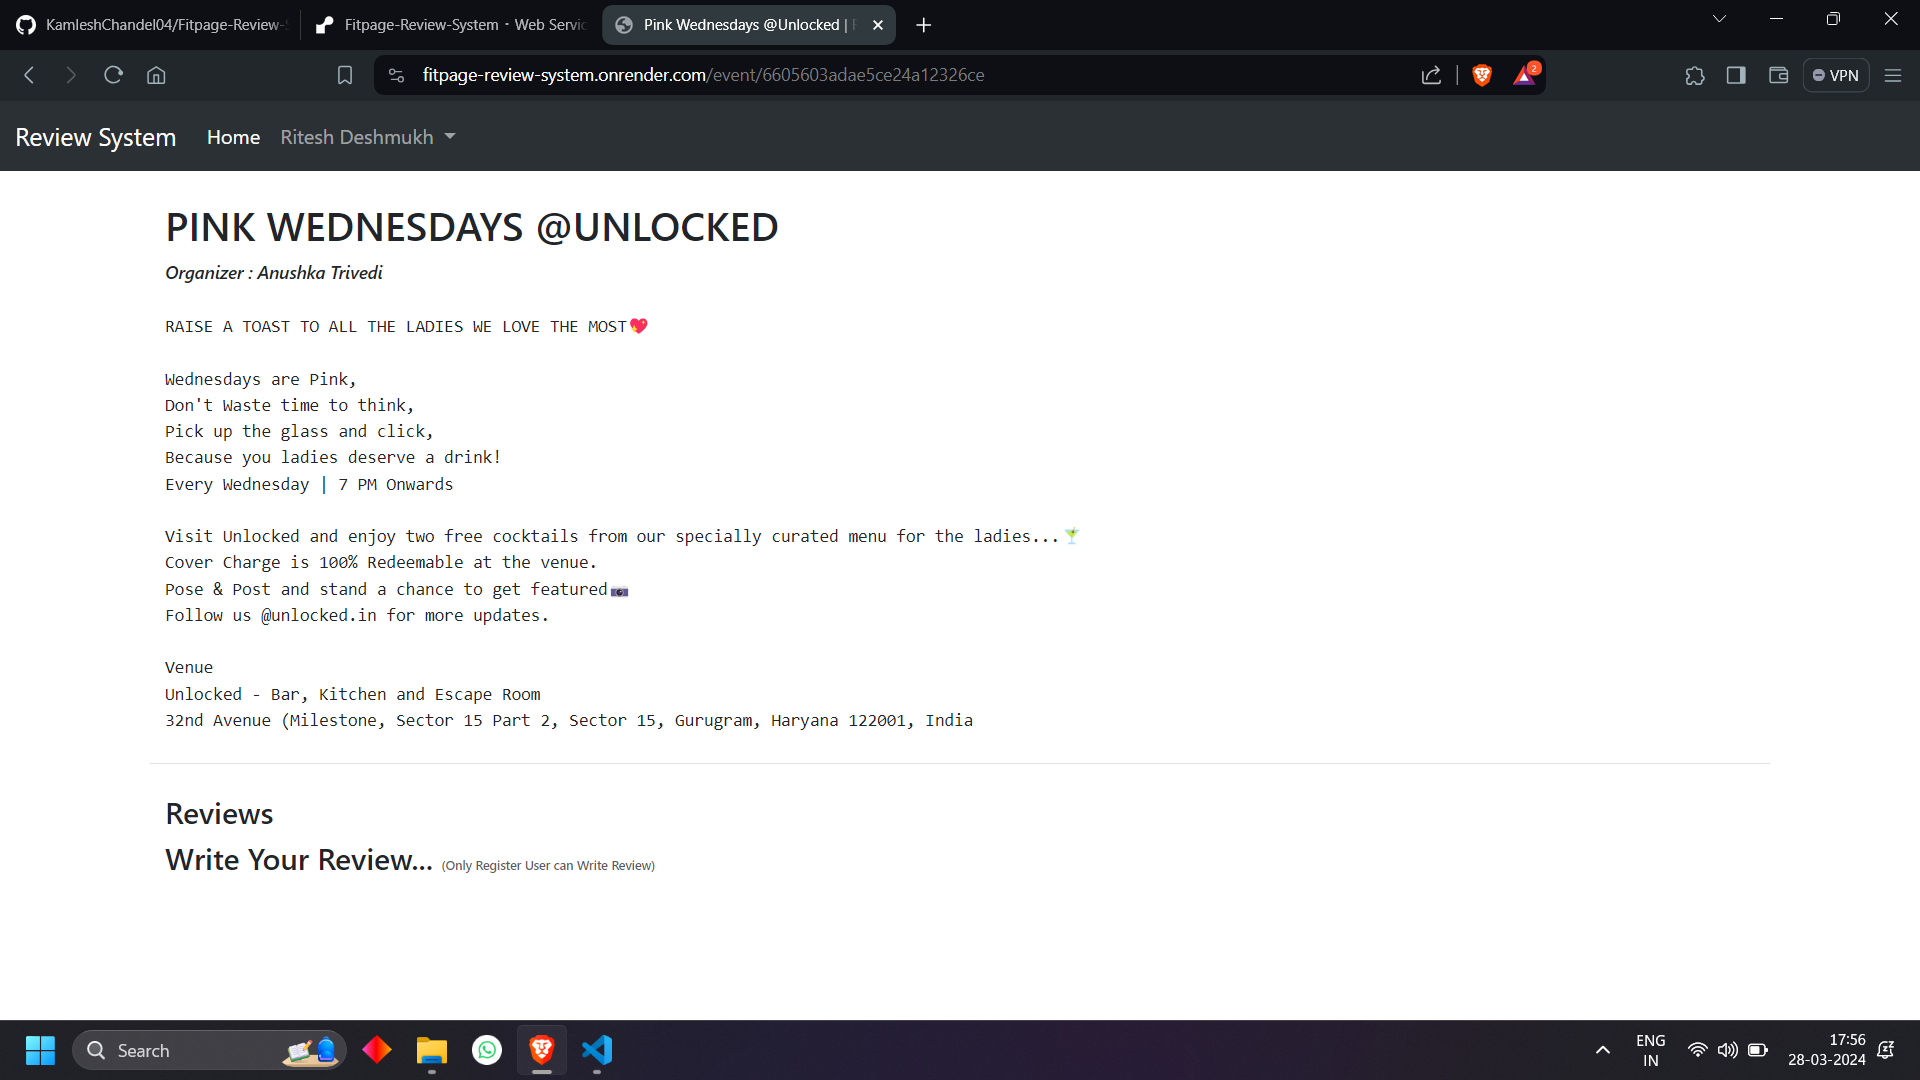 KamleshChandel04/Fitpage-Review-
Fitpage-Review-System · Web Servic
Pink Wednesdays @Unlocked |
fitpage-review-system.onrender.com/event/6605603adae5ce24a12326ce
2
VPN
Review System
Home
Ritesh Deshmukh
PINK WEDNESDAYS @UNLOCKED
Organizer : Anushka Trivedi
RAISE A TOAST TO ALL THE LADIES WE LOVE THE MOST💖
Wednesdays are Pink,
Don't Waste time to think,
Pick up the glass and click,
Because you ladies deserve a drink!
Every Wednesday | 7 PM Onwards
Visit Unlocked and enjoy two free cocktails from our specially curated menu for the ladies...🍸
Cover Charge is 100% Redeemable at the venue.
Pose & Post and stand a chance to get featured📷
Follow us @unlocked.in for more updates.
Venue
Unlocked - Bar, Kitchen and Escape Room
32nd Avenue (Milestone, Sector 15 Part 2, Sector 15, Gurugram, Haryana 122001, India
Reviews
Write Your Review... (Only Register User can Write Review)
Search
ENG
IN
17:56
28-03-2024